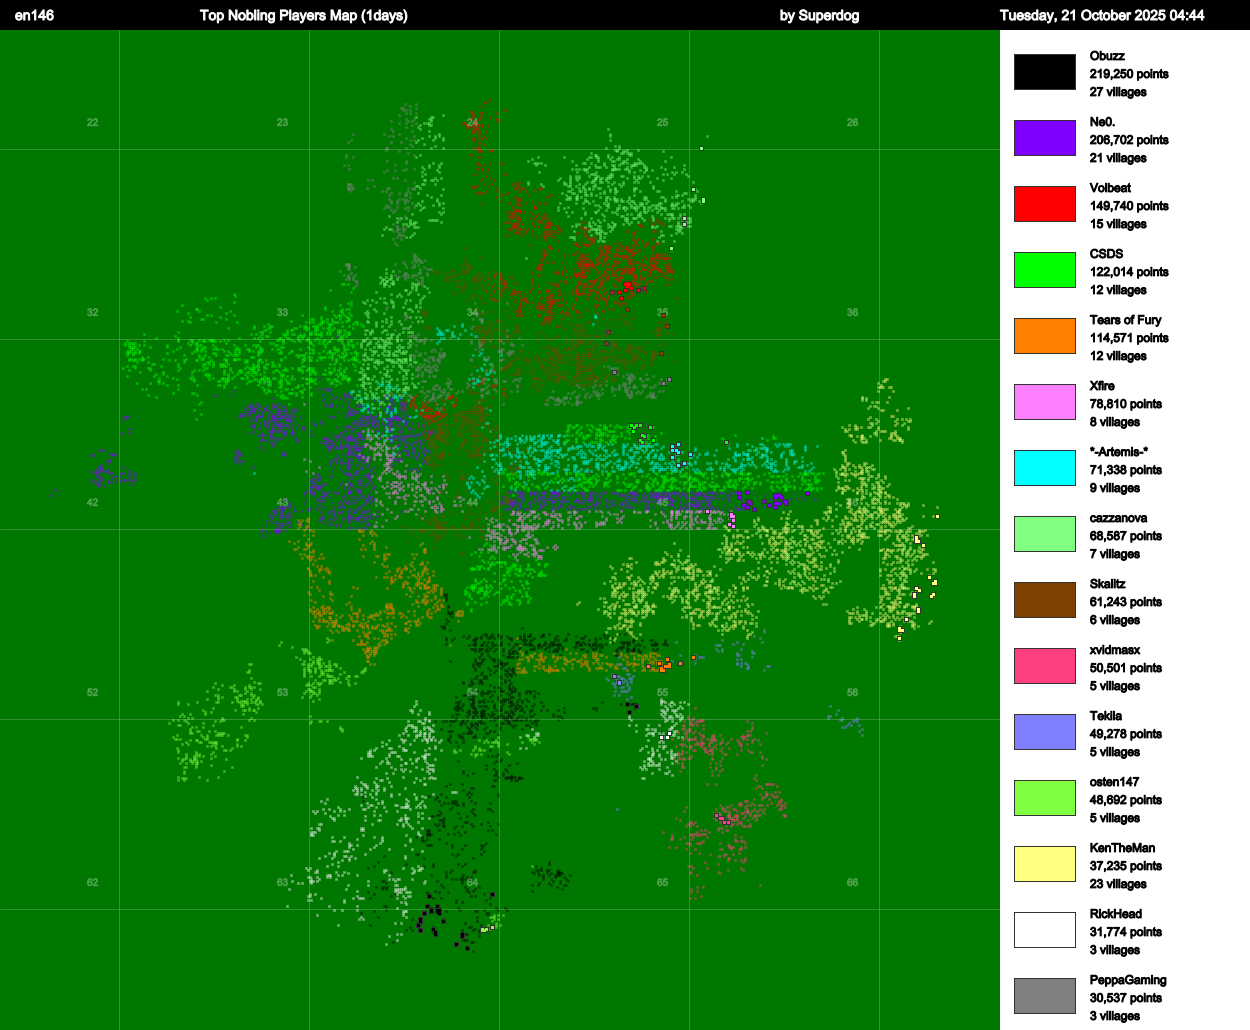 en146 Top Nobling Players Map (1days) by Superdog Tuesday, 21 October 2025 04:44
Obuzz
219,250 points
27 villages
Ne0.
206,702 points
21 villages
Volbeat
149,740 points
15 villages
CSDS
122,014 points
12 villages
Tears of Fury
114,571 points
12 villages
Xfire
78,810 points
8 villages
*-Artemis-*
71,338 points
9 villages
cazzanova
68,587 points
7 villages
Skalitz
61,243 points
6 villages
xvidmasx
50,501 points
5 villages
Tekila
49,278 points
5 villages
osten147
48,692 points
5 villages
KenTheMan
37,235 points
23 villages
RickHead
31,774 points
3 villages
PeppaGaming
30,537 points
3 villages
22 23 24 25 26
32 33 34 35 36
42 43 44 45 46
52 53 54 55 56
62 63 64 65 66